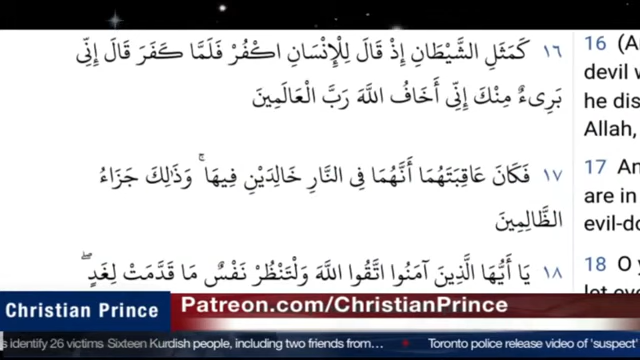 ١٦ كَمَثَلِ الشَّيْطَانِ إِذْ قَالَ لِلْإِنْسَانِ اكْفُرْ فَلَمَّا كَفَرَ قَالَ إِنِّي
بَرِيءٌ مِنْكَ إِنِّي أَخَافُ اللَّهَ رَبَّ الْعَالَمِينَ
16 (A
devil w
he dis
Allah,
١٧ فَكَانَ عَاقِبَتَهُمَا أَنَّهُمَا فِي النَّارِ خَالِدَيْنِ فِيهَا ۚ وَذَٰلِكَ جَزَاءُ
الظَّالِمِينَ
17 An
are in
evil-do
١٨ يَا أَيُّهَا الَّذِينَ آمَنُوا اتَّقُوا اللَّهَ وَلْتَنْظُرْ نَفْسٌ مَا قَدَّمَتْ لِغَدٍ ۖ
18 O y
let ever
Christian Prince
Patreon.com/ChristianPrince
s identify 26 victims Sixteen Kurdish people, including two friends from...
Toronto police release video of 'suspect'